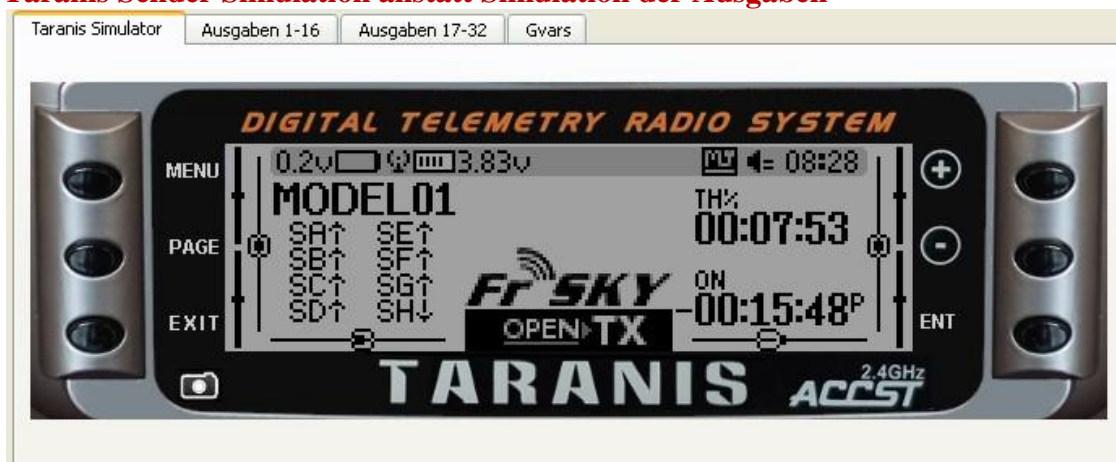 Taranis Sender Simulation anstatt Simulation der Ausgaben
Taranis Simulator Ausgaben 1-16 Ausgaben 17-32 Gvars
DIGITAL TELEMETRY RADIO SYSTEM
MENU
PAGE
EXIT
0.2v 3.83v 08:28
MODEL01
SA↑ SE↑
SB↑ SF↑
SC↑ SG↑
SD↑ SH↓
TH%
00:07:53
ON
-00:15:48P
FrSKY
OPEN TX
+
-
ENT
TARANIS
2.4GHz
ACCST